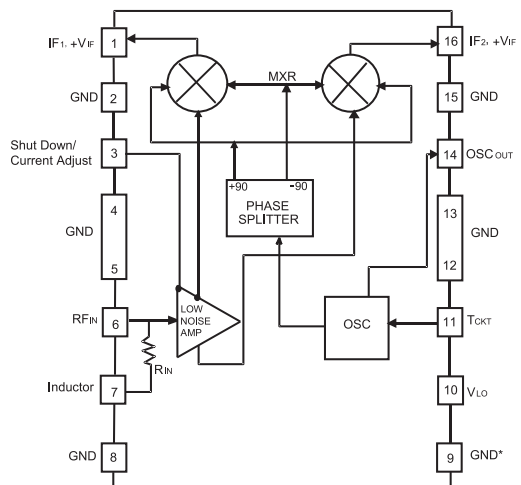 IF1, +VIF
1
16
IF2, +VIF
MXR
GND
2
15
GND
Shut Down/
Current Adjust
3
14
OSC OUT
+90
-90
PHASE
SPLITTER
4
GND
5
13
GND
12
RFIN
6
LOW
NOISE
AMP
OSC
11
TCKT
RIN
Inductor
7
10
VLO
GND
8
9
GND*